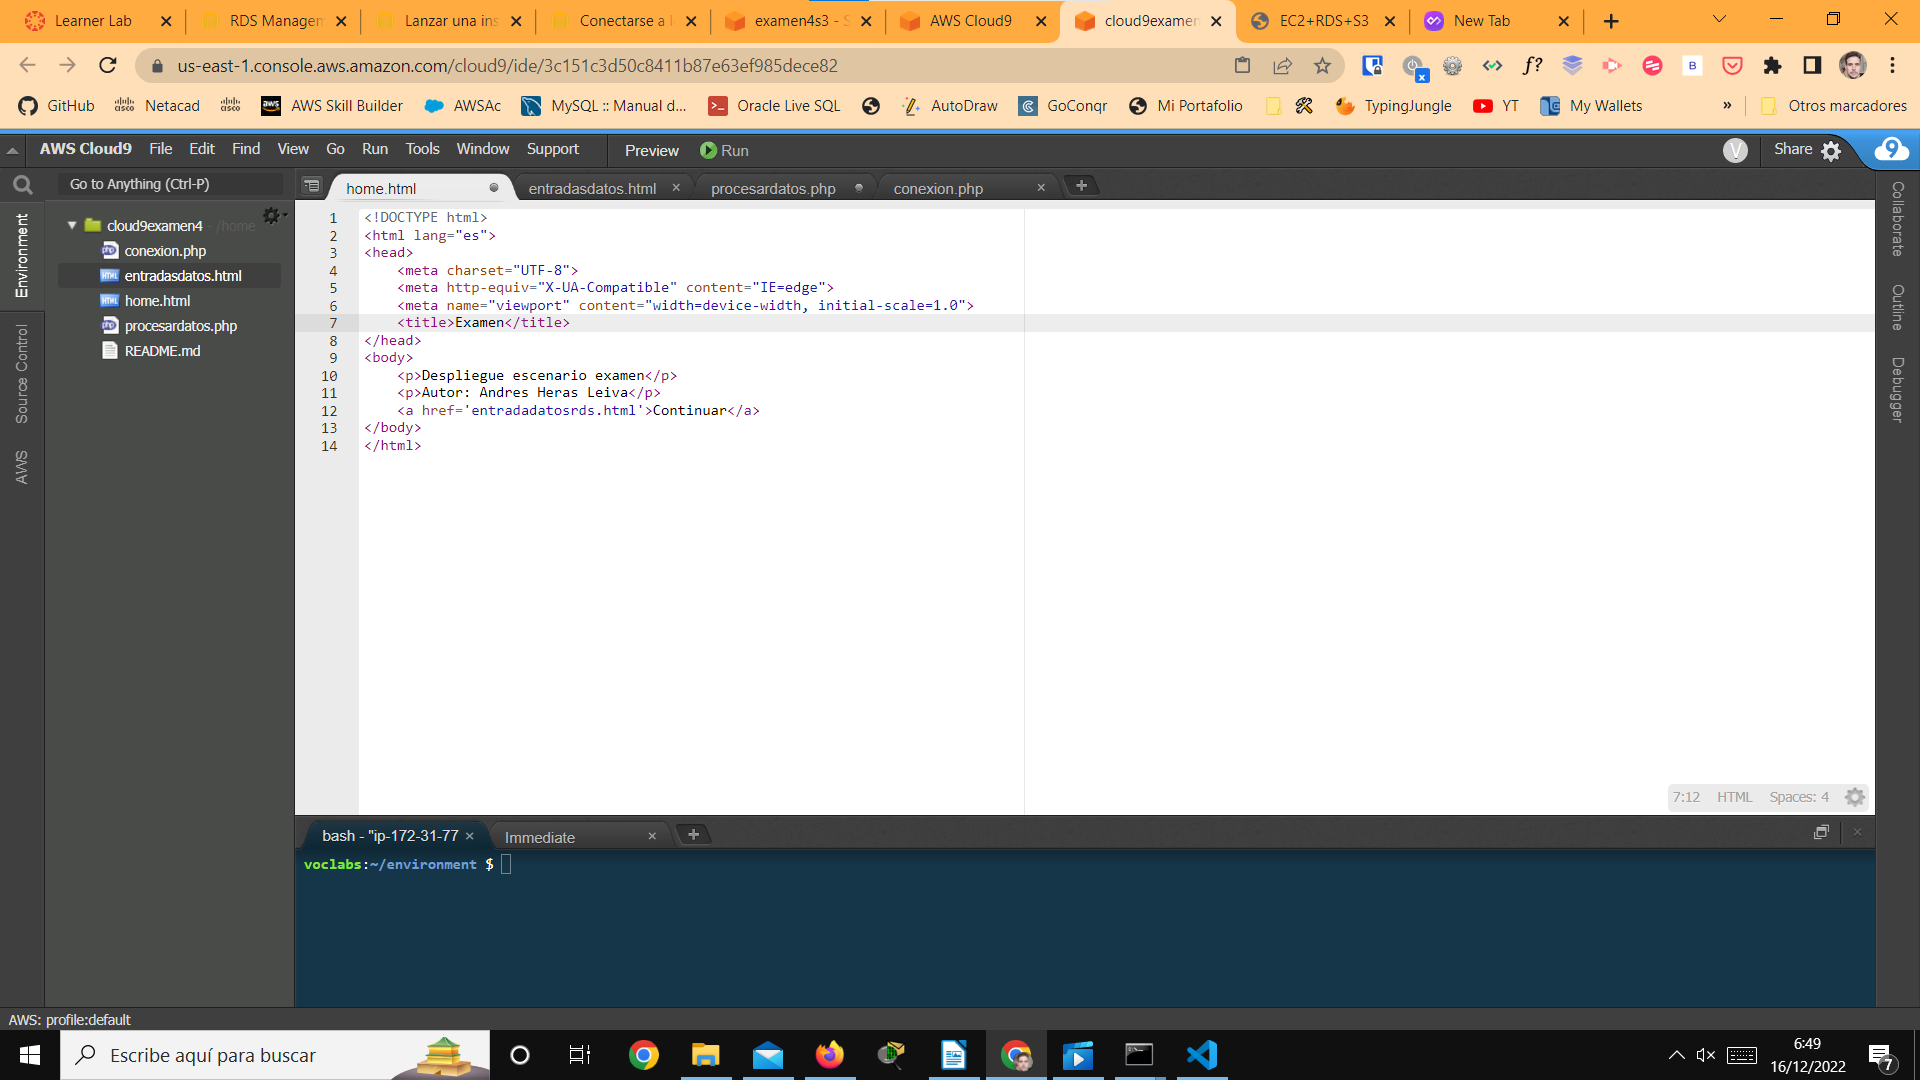 Learner Lab
RDS Managem
Lanzar una ins
Conectarse a l
examen4s3 - S
AWS Cloud9
cloud9examen
EC2+RDS+S3
New Tab
us-east-1.console.aws.amazon.com/cloud9/ide/3c151c3d50c8411b87e63ef985dece82
GitHub
Netacad
AWS Skill Builder
AWSAc
MySQL :: Manual d...
Oracle Live SQL
AutoDraw
GoConqr
Mi Portafolio
TypingJungle
YT
My Wallets
»
Otros marcadores
AWS Cloud9 File Edit Find View Go Run Tools Window Support Preview Run V Share
Go to Anything (Ctrl-P)
home.html
entradasdatos.html
procesardatos.php
conexion.php
Environment
Source Control
AWS
cloud9examen4 - /home
conexion.php
entradasdatos.html
home.html
procesardatos.php
README.md
1 <!DOCTYPE html>
2 <html lang="es">
3 <head>
4 <meta charset="UTF-8">
5 <meta http-equiv="X-UA-Compatible" content="IE=edge">
6 <meta name="viewport" content="width=device-width, initial-scale=1.0">
7 <title>Examen</title>
8 </head>
9 <body>
10 <p>Despliegue escenario examen</p>
11 <p>Autor: Andres Heras Leiva</p>
12 <a href='entradadatosrds.html'>Continuar</a>
13 </body>
14 </html>
7:12 HTML Spaces: 4
Collaborate
Outline
Debugger
bash - "ip-172-31-77
Immediate
voclabs:~/environment $
AWS: profile:default
Escribe aquí para buscar
6:49
16/12/2022
7